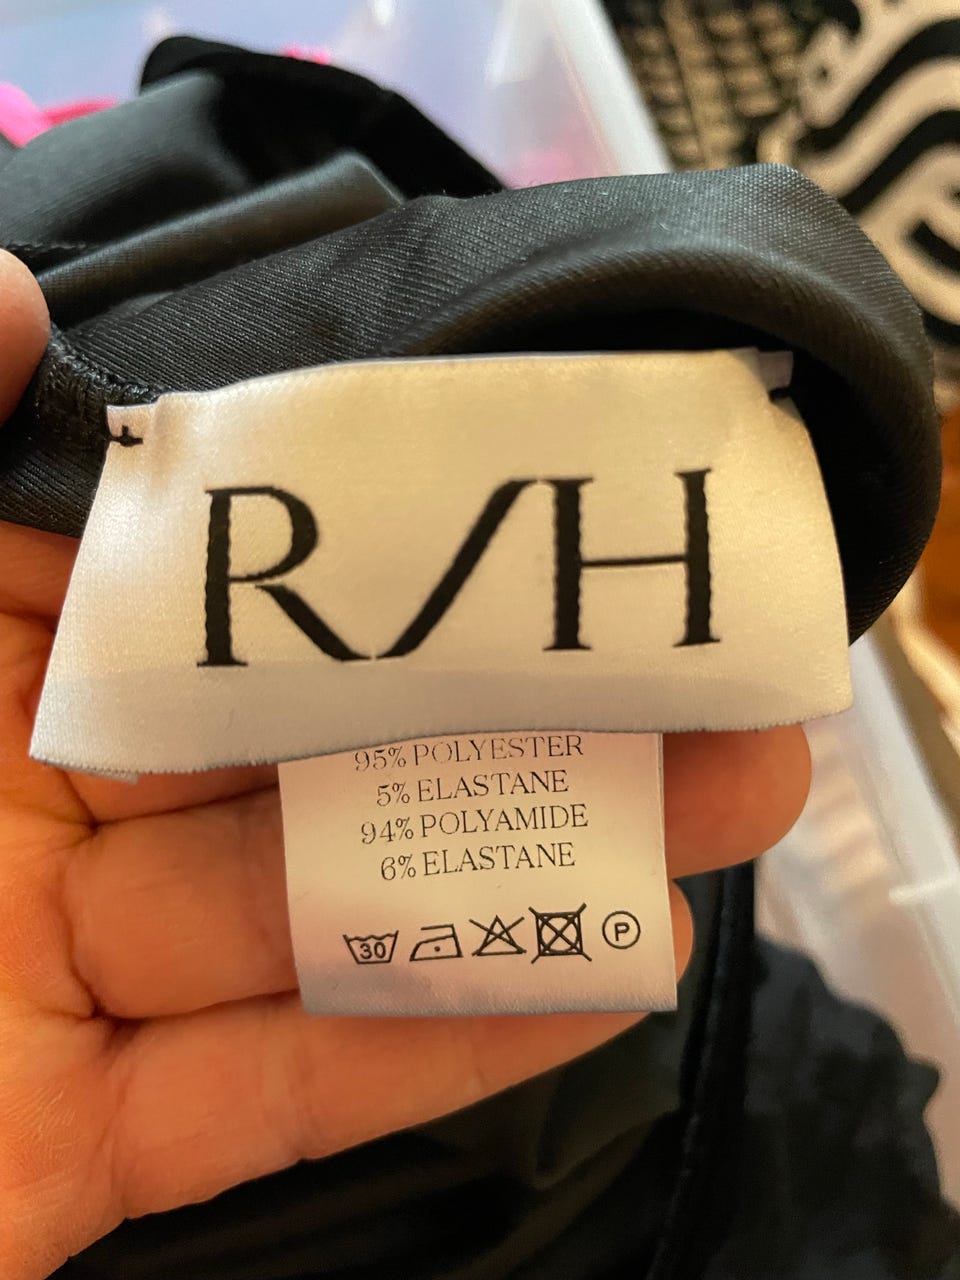 R/H
95% POLYESTER
5% ELASTANE
94% POLYAMIDE
6% ELASTANE
30 P